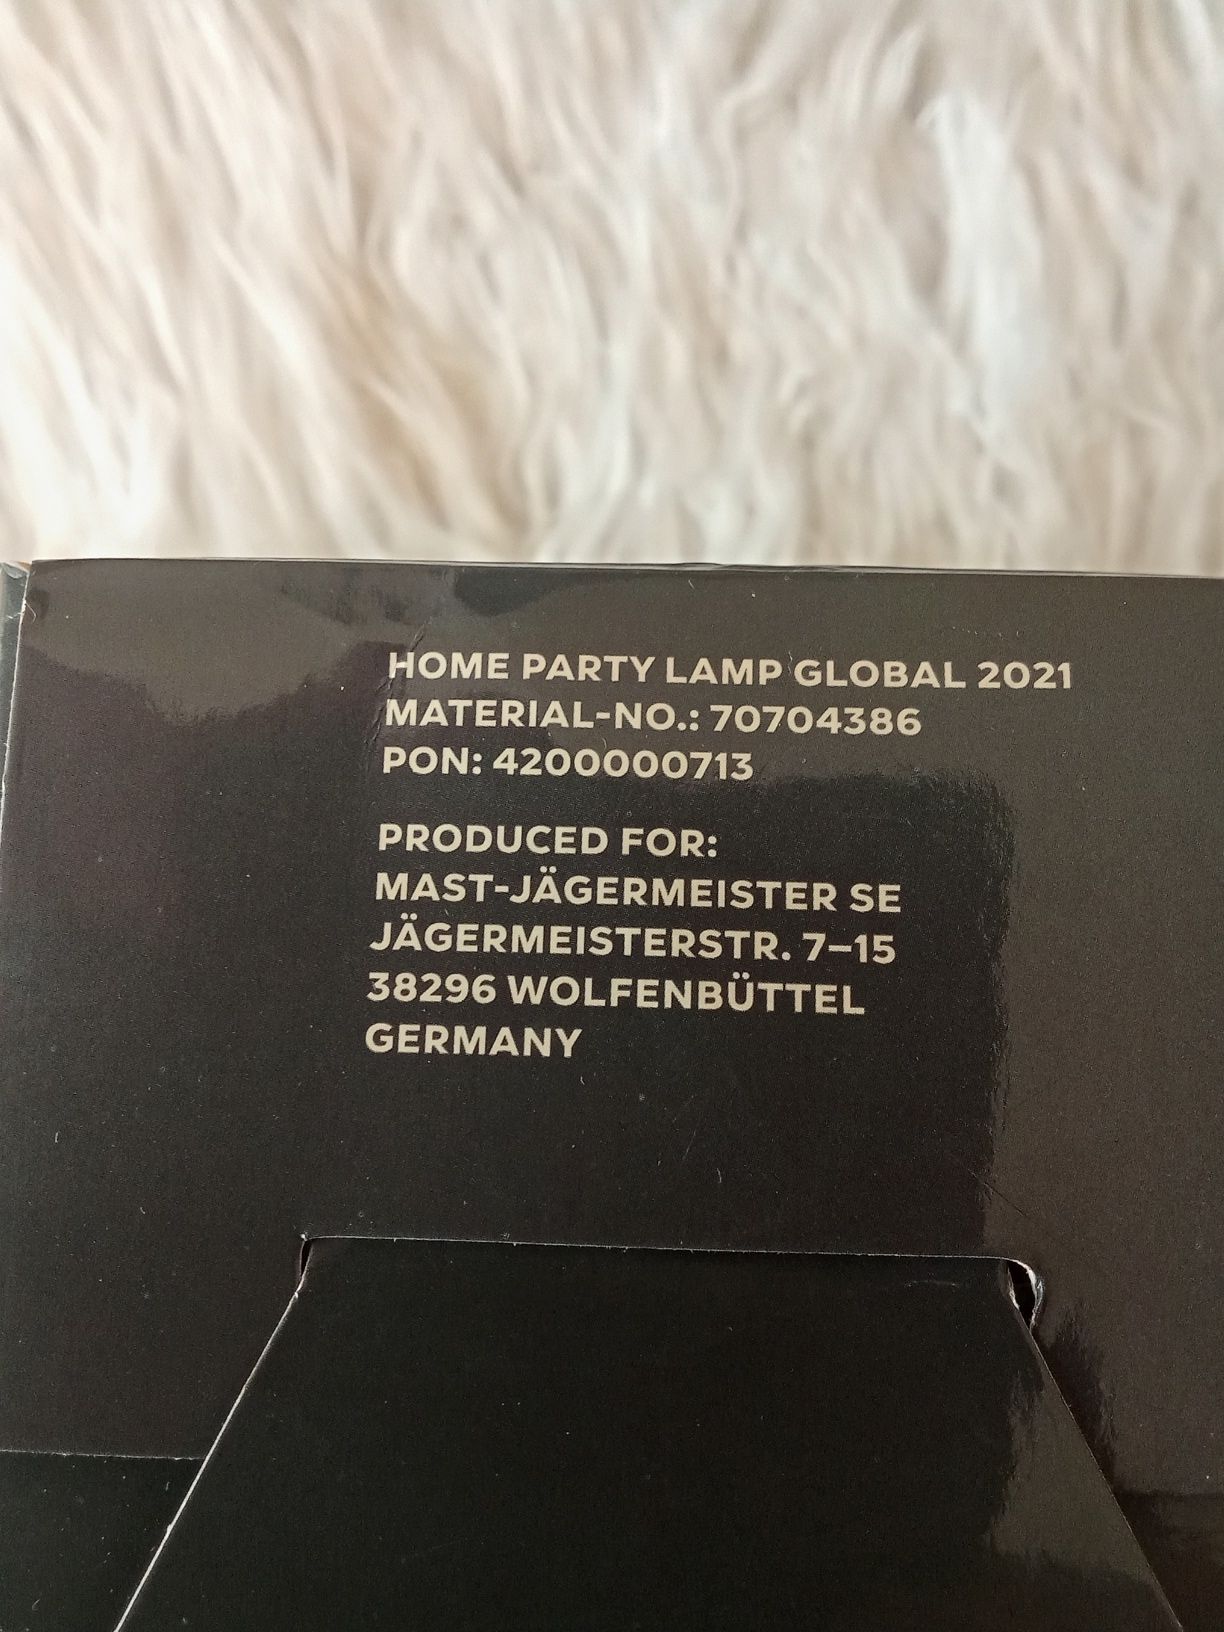 HOME PARTY LAMP GLOBAL 2021
MATERIAL-NO.: 70704386
PON: 4200000713
PRODUCED FOR:
MAST-JÄGERMEISTER SE
JÄGERMEISTERSTR. 7–15
38296 WOLFENBÜTTEL
GERMANY